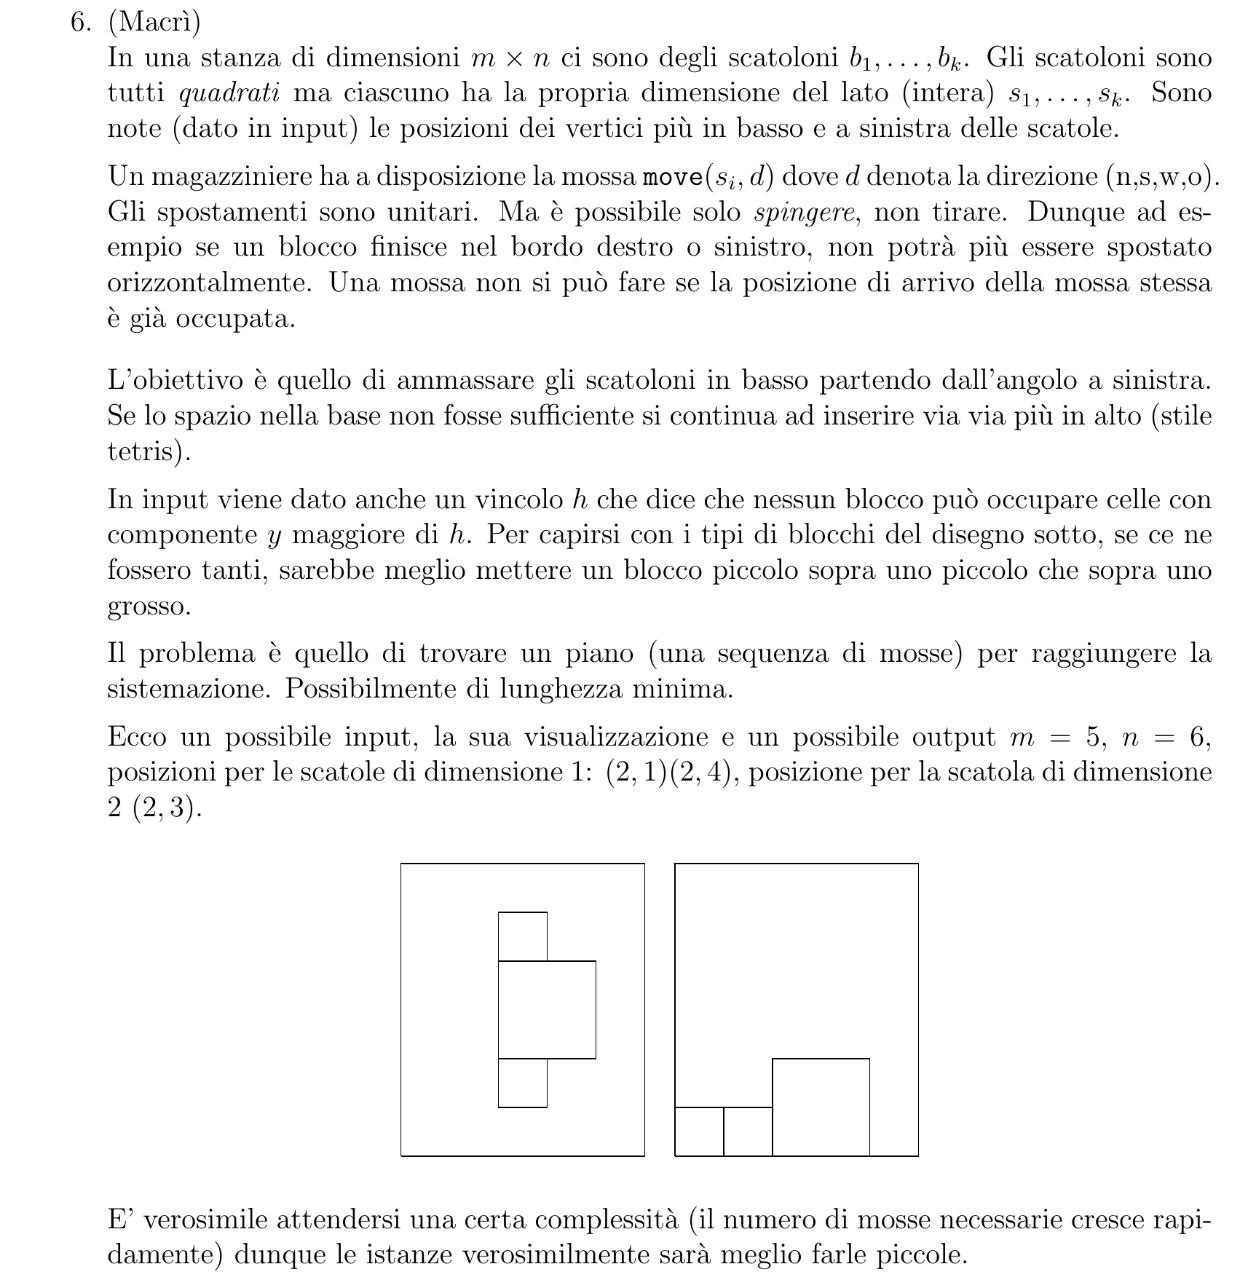 6. (Macrì)
In una stanza di dimensioni m × n ci sono degli scatoloni b₁, . . . , bₖ. Gli scatoloni sono
tutti quadrati ma ciascuno ha la propria dimensione del lato (intera) s₁, . . . , sₖ. Sono
note (dato in input) le posizioni dei vertici più in basso e a sinistra delle scatole.
Un magazziniere ha a disposizione la mossa move(sᵢ, d) dove d denota la direzione (n,s,w,o).
Gli spostamenti sono unitari. Ma è possibile solo spingere, non tirare. Dunque ad es-
empio se un blocco finisce nel bordo destro o sinistro, non potrà più essere spostato
orizzontalmente. Una mossa non si può fare se la posizione di arrivo della mossa stessa
è già occupata.
L'obiettivo è quello di ammassare gli scatoloni in basso partendo dall'angolo a sinistra.
Se lo spazio nella base non fosse sufficiente si continua ad inserire via via più in alto (stile
tetris).
In input viene dato anche un vincolo h che dice che nessun blocco può occupare celle con
componente y maggiore di h. Per capirsi con i tipi di blocchi del disegno sotto, se ce ne
fossero tanti, sarebbe meglio mettere un blocco piccolo sopra uno piccolo che sopra uno
grosso.
Il problema è quello di trovare un piano (una sequenza di mosse) per raggiungere la
sistemazione. Possibilmente di lunghezza minima.
Ecco un possibile input, la sua visualizzazione e un possibile output m = 5, n = 6,
posizioni per le scatole di dimensione 1: (2, 1)(2, 4), posizione per la scatola di dimensione
2 (2, 3).
E' verosimile attendersi una certa complessità (il numero di mosse necessarie cresce rapi-
damente) dunque le istanze verosimilmente sarà meglio farle piccole.